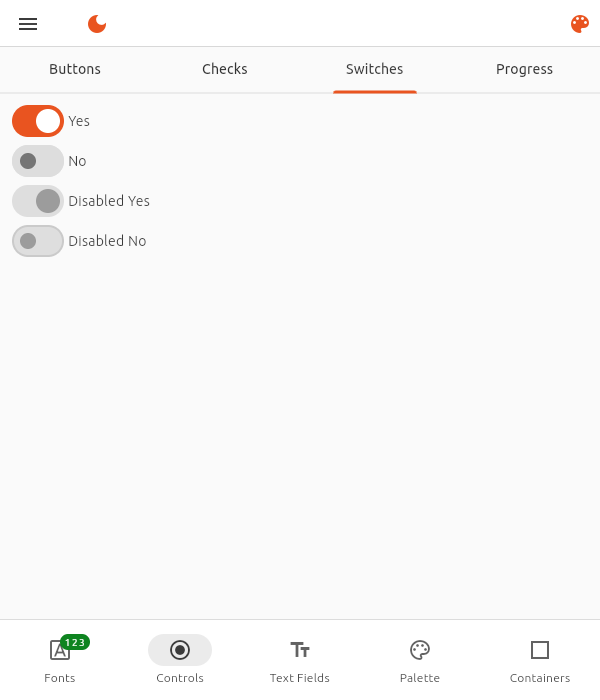 Buttons Checks Switches Progress
Yes
No
Disabled Yes
Disabled No
123
Fonts Controls Text Fields Palette Containers